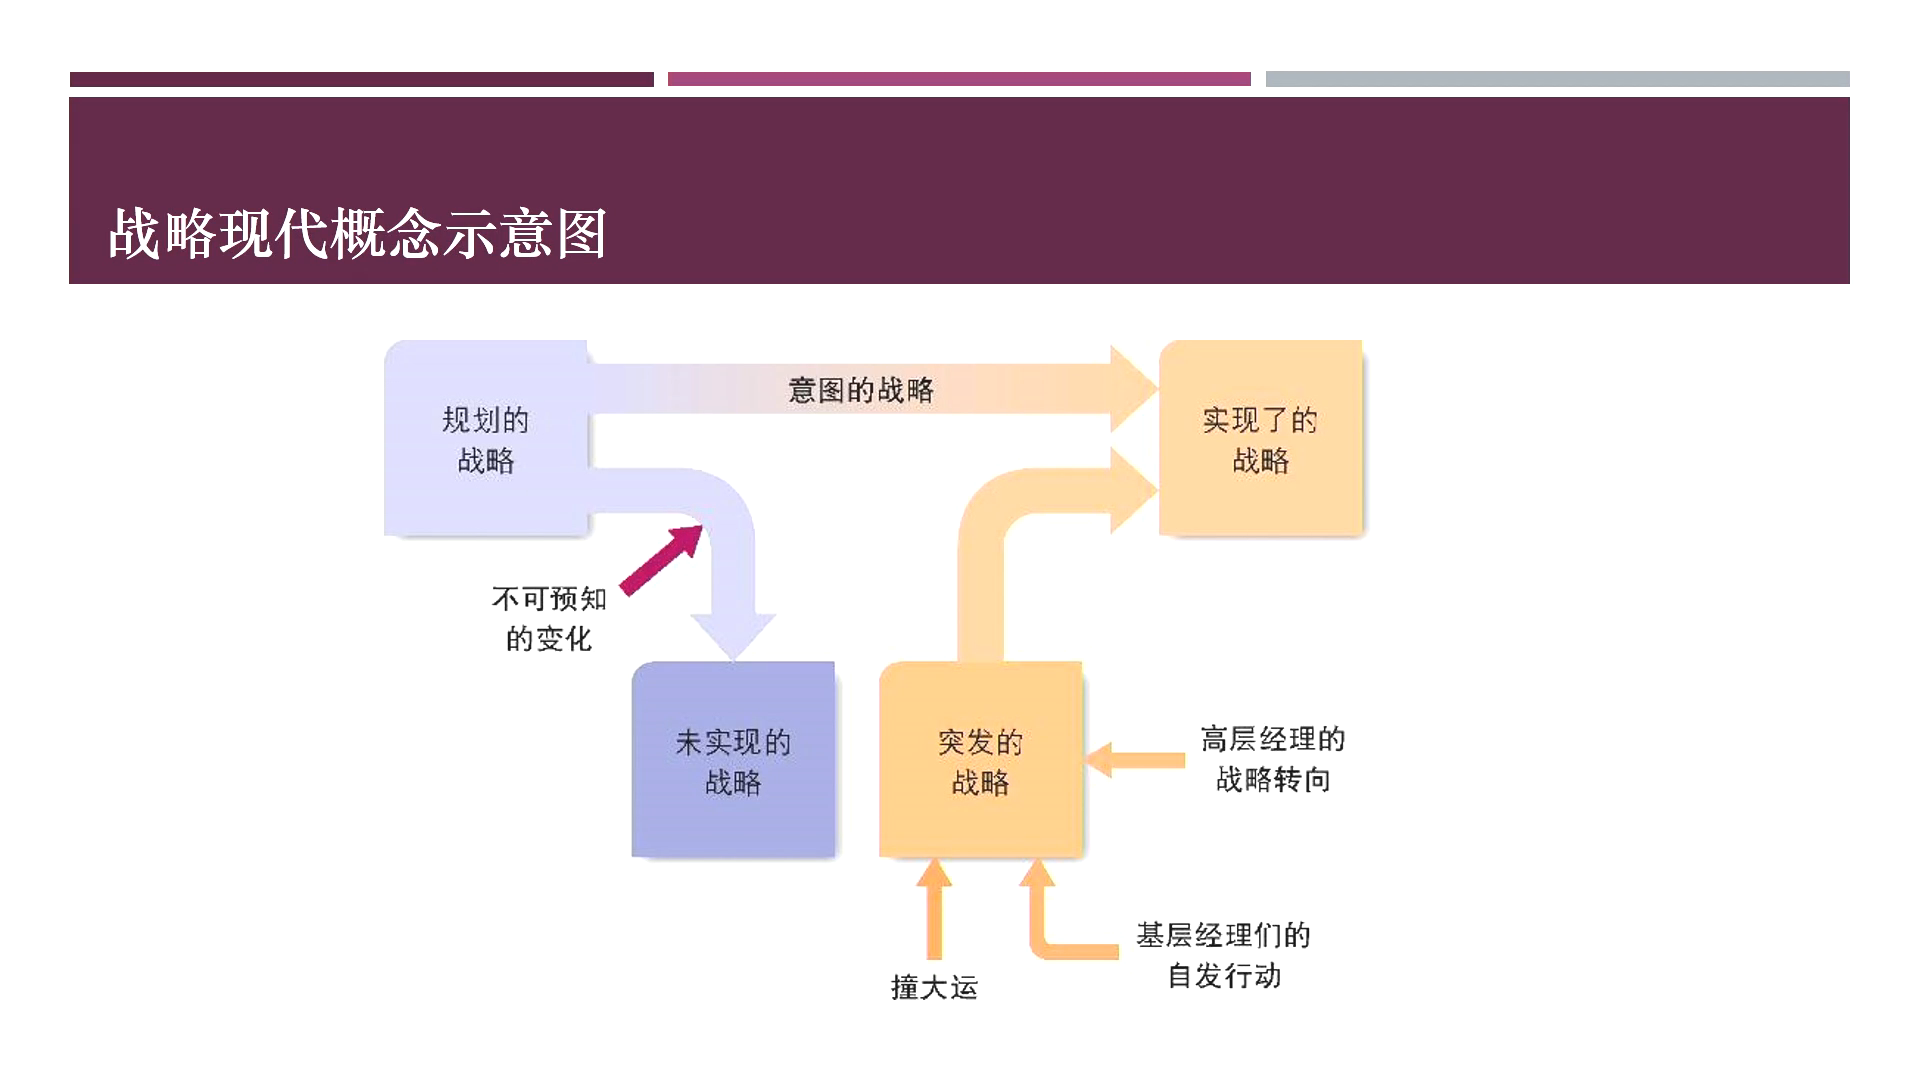 战略现代概念示意图
意图的战略
规划的
战略
实现了的
战略
不可预知
的变化
未实现的
战略
突发的
战略
高层经理的
战略转向
基层经理们的
自发行动
撞大运